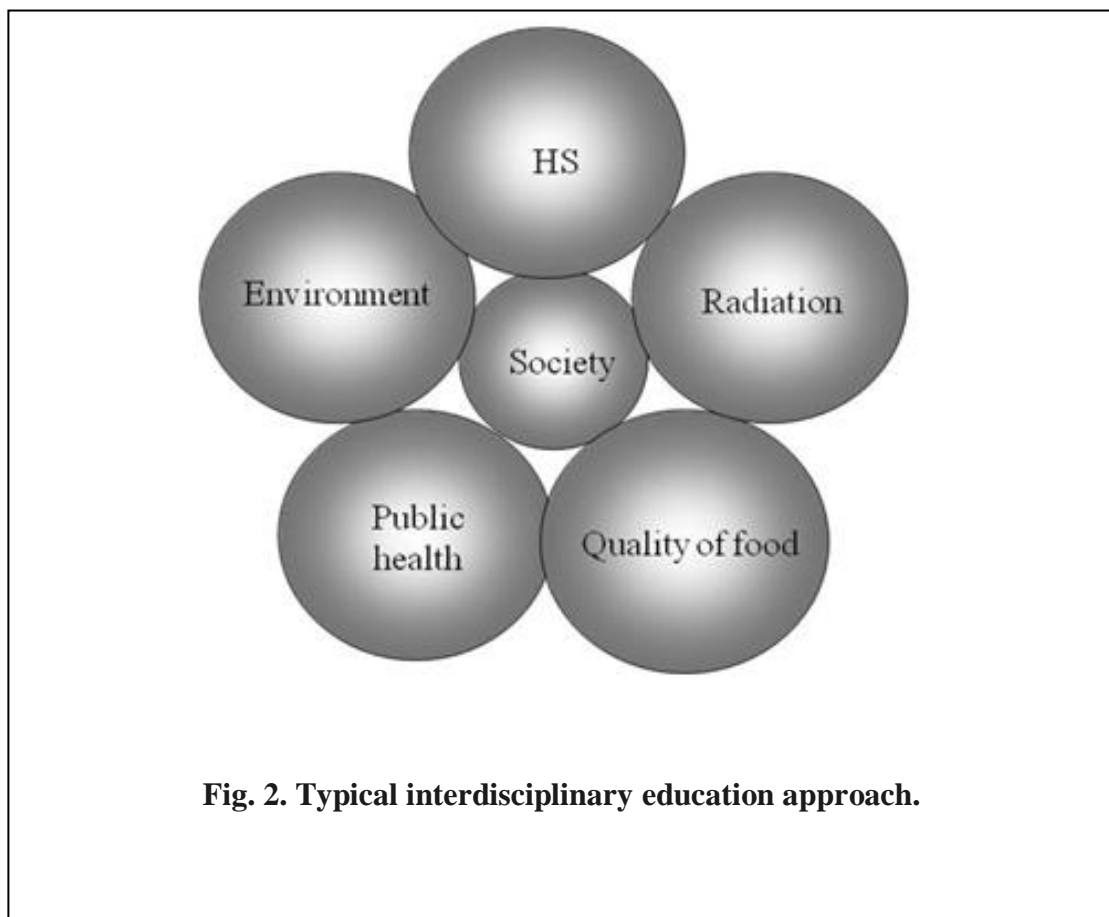 HS
Environment
Radiation
Society
Public
health
Quality of food
Fig. 2. Typical interdisciplinary education approach.